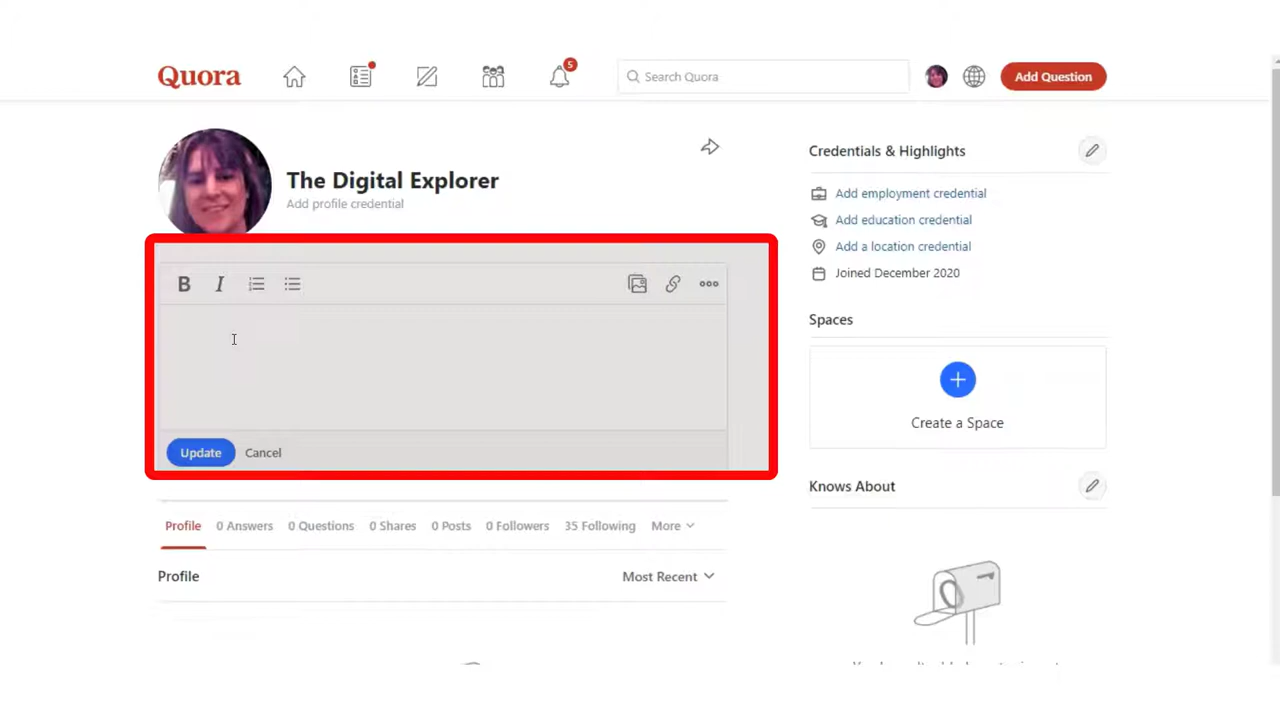 Quora
5
Search Quora
Add Question
The Digital Explorer
Add profile credential
B I
Update
Cancel
Profile
0 Answers
0 Questions
0 Shares
0 Posts
0 Followers
35 Following
More
Profile
Most Recent
Credentials & Highlights
Add employment credential
Add education credential
Add a location credential
Joined December 2020
Spaces
Create a Space
Knows About